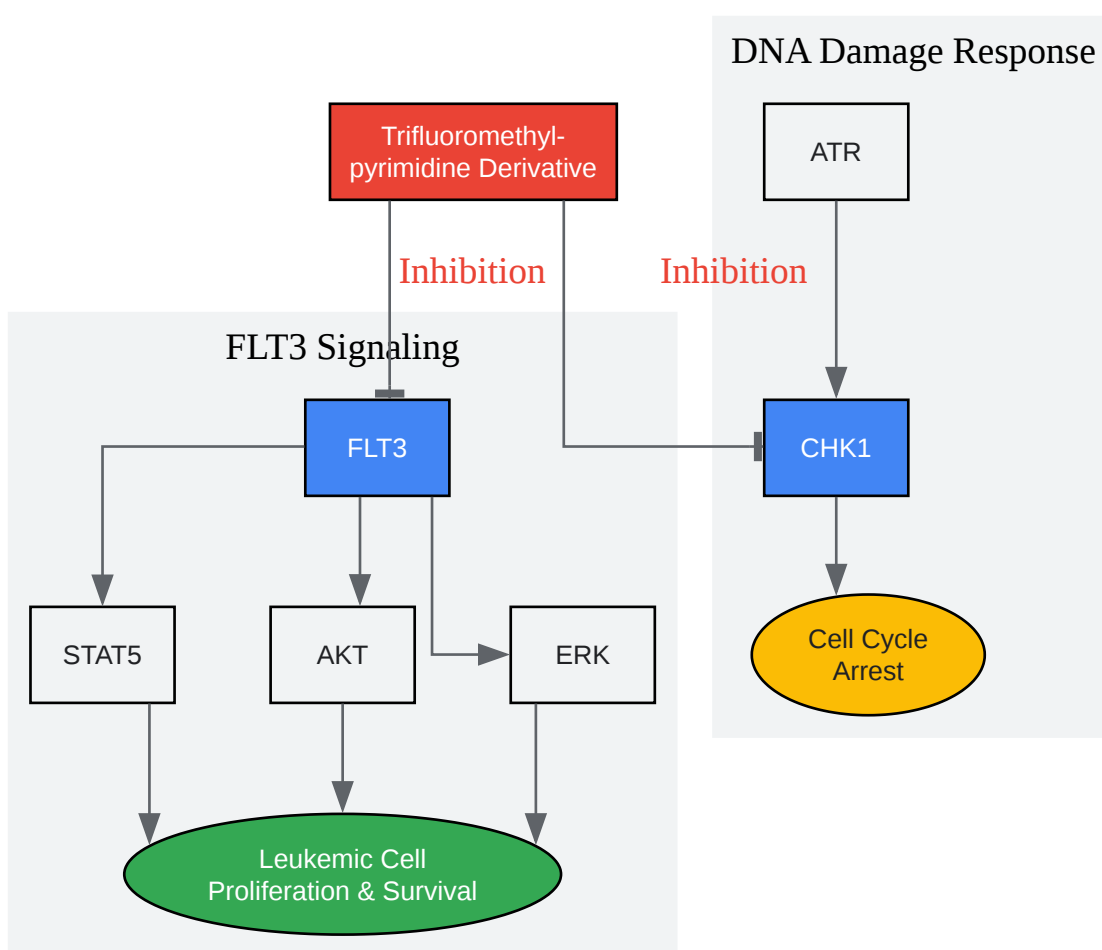 DNA Damage Response
Trifluoromethyl-
pyrimidine Derivative
ATR
Inhibition
Inhibition
FLT3 Signaling
FLT3
CHK1
STAT5
AKT
ERK
Cell Cycle
Arrest
Leukemic Cell
Proliferation & Survival